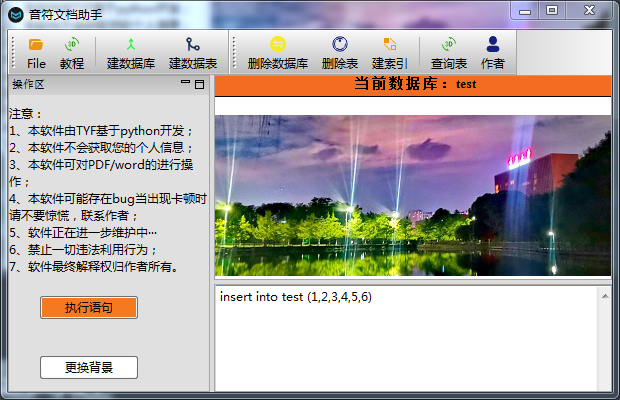 音符文档助手
File 教程 建数据库 建数据表 删除数据库 删除表 建索引 查询表 作者
操作区
当前数据库：test
注意：
1、本软件由TYF基于python开发；
2、本软件不会获取您的个人信息；
3、本软件可对PDF/word的进行操
作；
4、本软件可能存在bug当出现卡顿时
请不要惊慌，联系作者；
5、软件正在进一步维护中···
6、禁止一切违法利用行为；
7、软件最终解释权归作者所有。
执行语句
更换背景
insert into test (1,2,3,4,5,6)